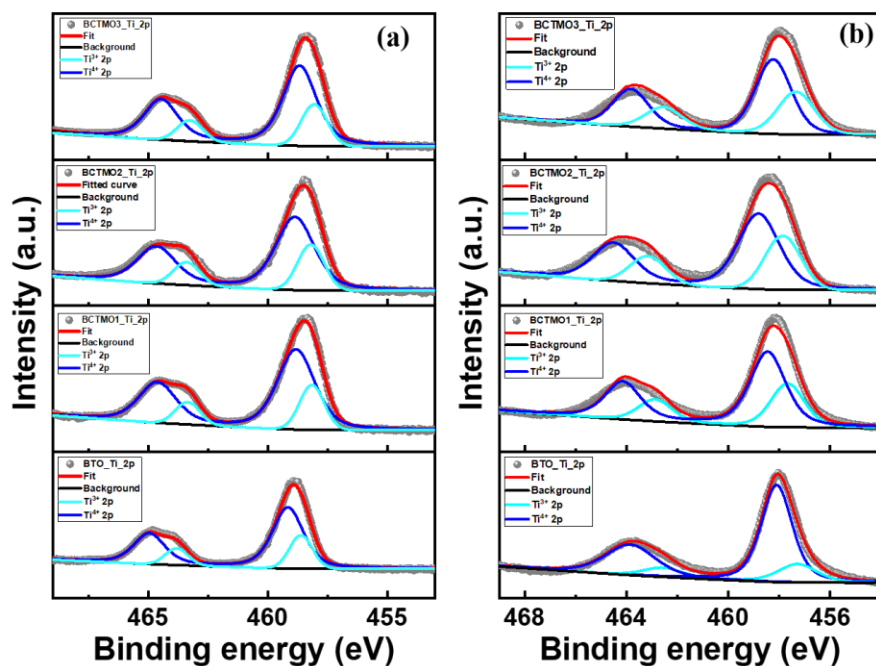 (a)
BCTMO3_Ti_2p
Fit
Background
Ti³⁺ 2p
Ti⁴⁺ 2p
BCTMO2_Ti_2p
Fitted curve
Background
Ti³⁺ 2p
Ti⁴⁺ 2p
BCTMO1_Ti_2p
Fit
Background
Ti³⁺ 2p
Ti⁴⁺ 2p
BTO_Ti_2p
Fit
Background
Ti³⁺ 2p
Ti⁴⁺ 2p
Intensity (a.u.)
465 460 455
Binding energy (eV)
(b)
BCTMO3_Ti_2p
Fit
Background
Ti³⁺ 2p
Ti⁴⁺ 2p
BCTMO2_Ti_2p
Fit
Background
Ti³⁺ 2p
Ti⁴⁺ 2p
BCTMO1_Ti_2p
Fit
Background
Ti³⁺ 2p
Ti⁴⁺ 2p
BTO_Ti_2p
Fit
Background
Ti³⁺ 2p
Ti⁴⁺ 2p
Intensity (a.u.)
468 464 460 456
Binding energy (eV)